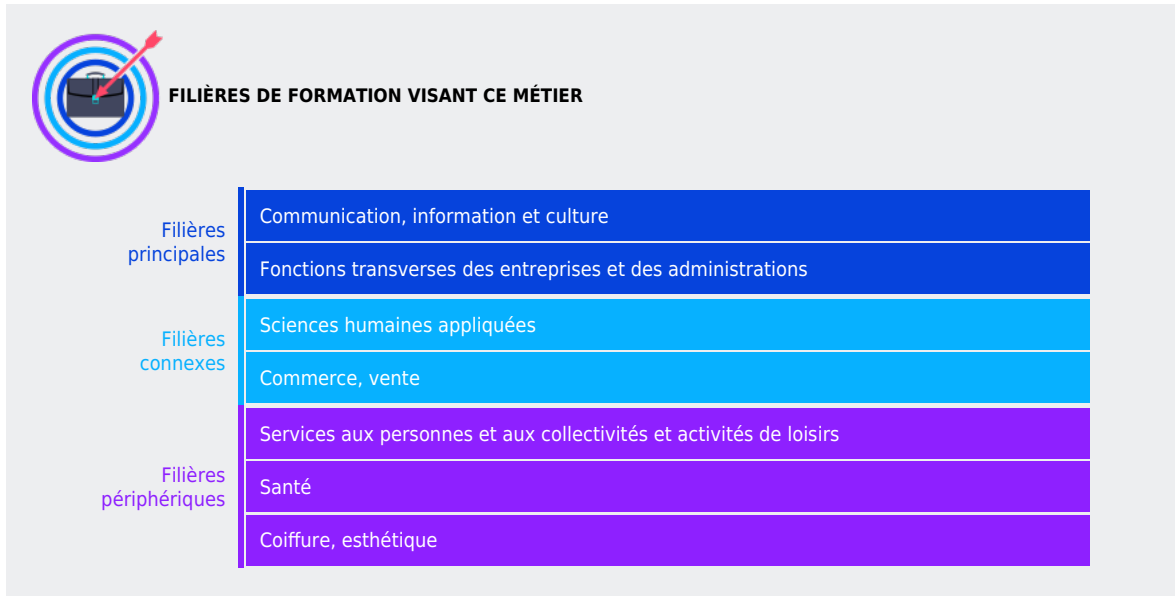 FILIÈRES DE FORMATION VISANT CE MÉTIER
Filières
principales
Communication, information et culture
Fonctions transverses des entreprises et des administrations
Filières
connexes
Sciences humaines appliquées
Commerce, vente
Filières
périphériques
Services aux personnes et aux collectivités et activités de loisirs
Santé
Coiffure, esthétique